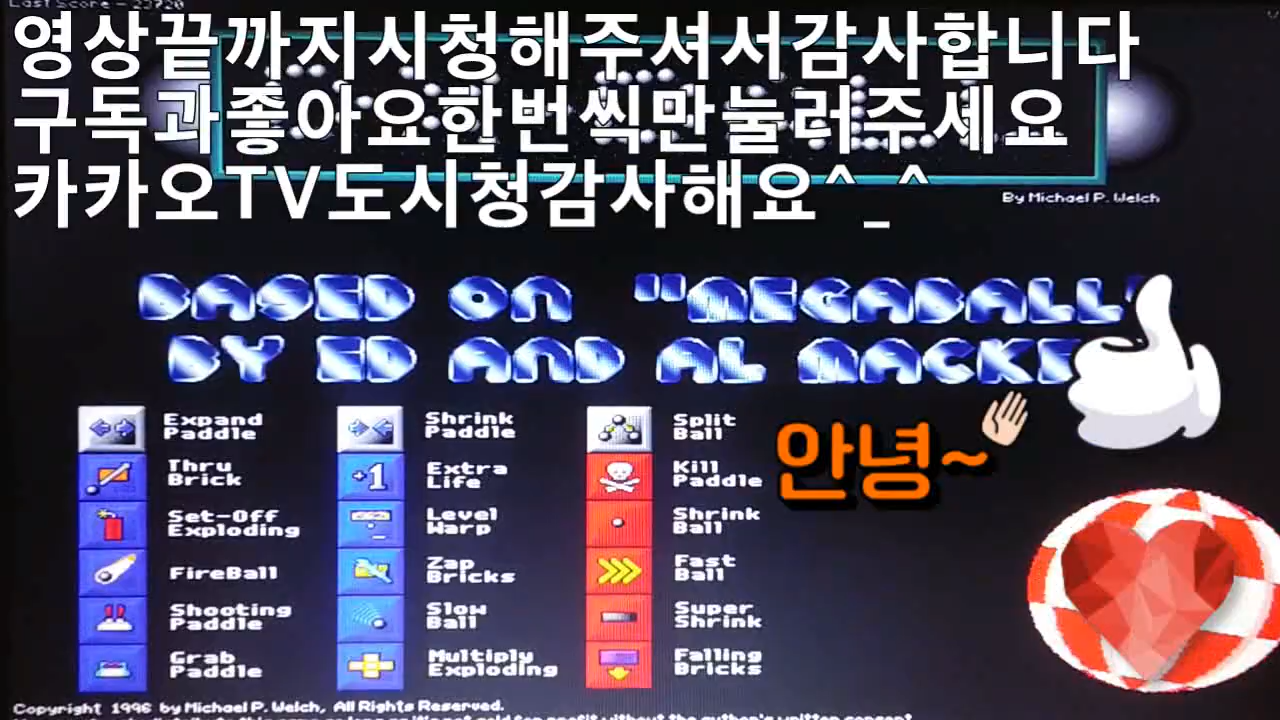 Last Score - 23720
영상끝까지시청해주셔서감사합니다
구독과좋아요한번씩만눌러주세요
카카오TV도시청감사해요^_^
By Michael P. Welch
BASED ON "MEGABALL"
BY ED AND AL MACKE
안녕~
Expand Paddle
Shrink Paddle
Split Ball
Thru Brick
+1
Extra Life
Kill Paddle
Set-Off Exploding
Level Warp
Shrink Ball
FireBall
Zap Bricks
Fast Ball
Shooting Paddle
Slow Ball
Super Shrink
Grab Paddle
Multiply Exploding
Falling Bricks
Copyright 1996 by Michael P. Welch, All Rights Reserved.